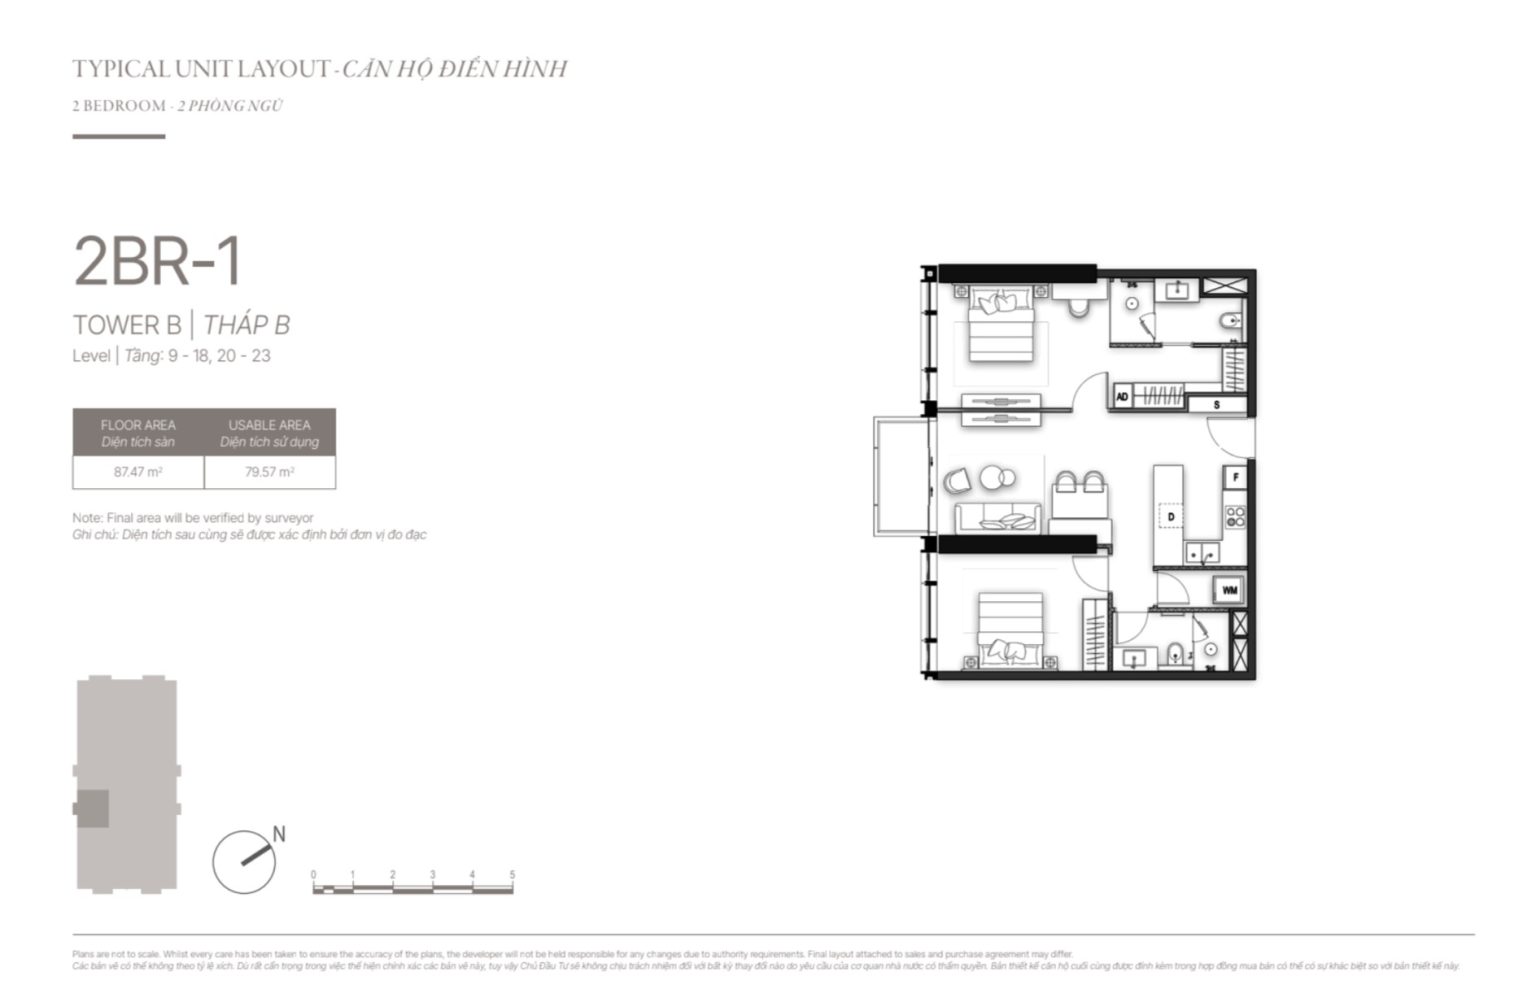 TYPICAL UNIT LAYOUT - CĂN HỘ ĐIỂN HÌNH
2 BEDROOM - 2 PHÒNG NGỦ
2BR-1
TOWER B | THÁP B
Level | Tầng: 9 - 18, 20 - 23
FLOOR AREA USABLE AREA
Diện tích sàn Diện tích sử dụng
87.47 m² 79.57 m²
Note: Final area will be verified by surveyor
Ghi chú: Diện tích sau cùng sẽ được xác định bởi đơn vị đo đạc
AD
S
F
D
WM
N
0 1 2 3 4 5
Plans are not to scale. Whilst every care has been taken to ensure the accuracy of the plans, the developer will not be held responsible for any changes due to authority requirements. Final layout attached to sales and purchase agreement may differ.
Các bản vẽ có thể không theo tỷ lệ xích. Dù rất cẩn trọng trong việc thể hiện chính xác các bản vẽ này, tuy vậy Chủ Đầu Tư sẽ không chịu trách nhiệm đối với bất kỳ thay đổi nào do yêu cầu của cơ quan nhà nước có thẩm quyền. Bản thiết kế căn hộ cuối cùng được đính kèm trong hợp đồng mua bán có thể có sự khác biệt so với bản thiết kế này.